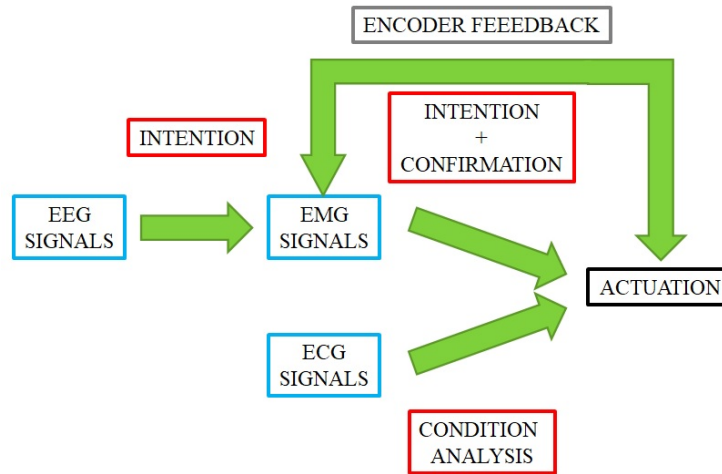 ENCODER FEEEDBACK
INTENTION
INTENTION
+
CONFIRMATION
EEG
SIGNALS
EMG
SIGNALS
ACTUATION
ECG
SIGNALS
CONDITION
ANALYSIS